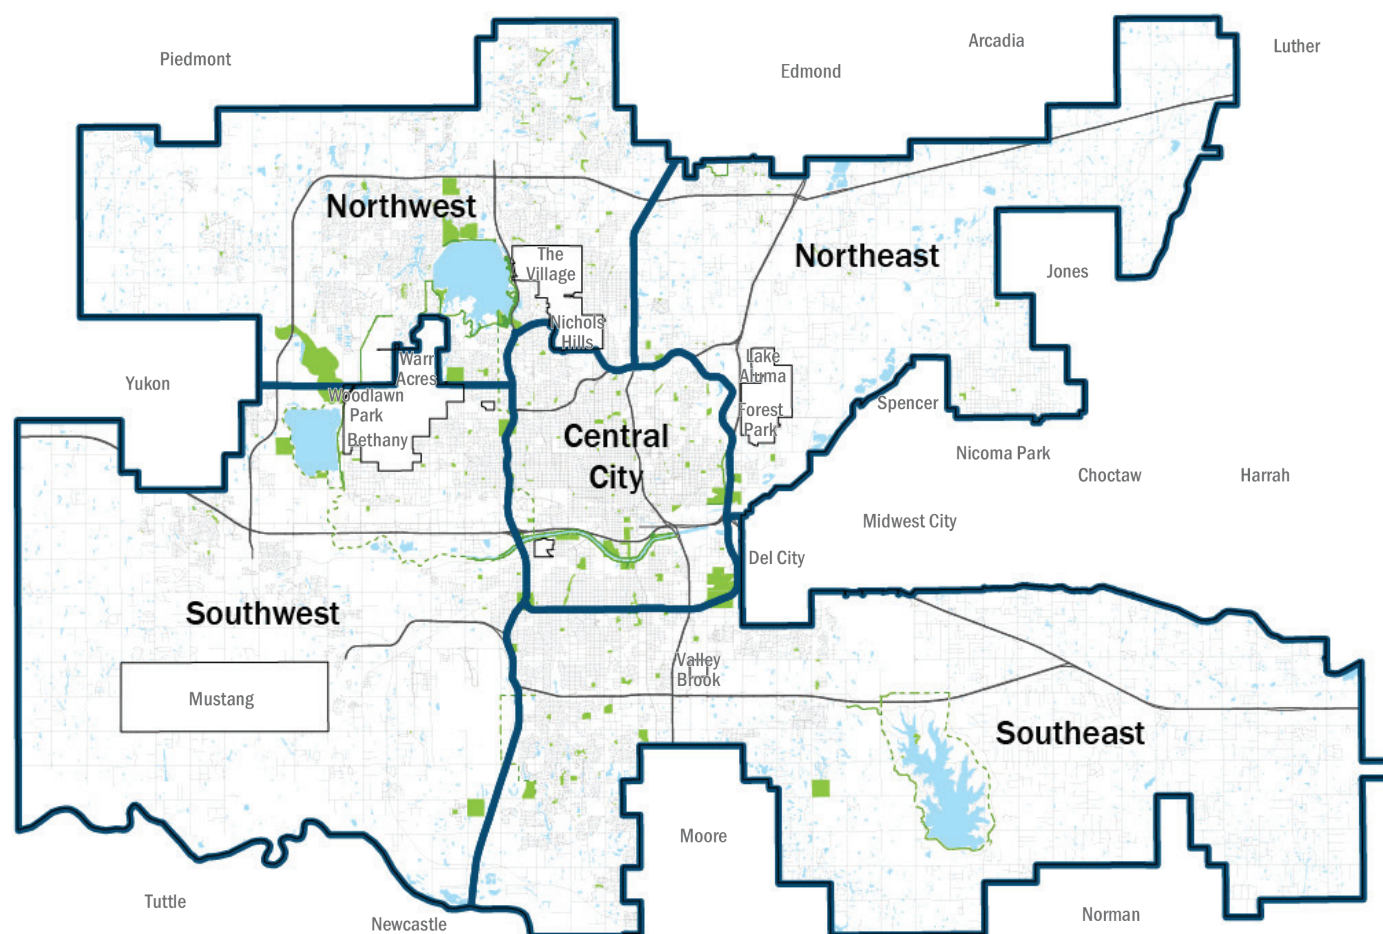 Arcadia
Luther
Piedmont
Edmond
Northwest
The
Village
Northeast
Jones
Nichols
Hills
Warr
Acres
Lake
Aluma
Yukon
Woodlawn
Park
Spencer
Forest
Park
Bethany
Central
City
Nicoma Park
Choctaw
Harrah
Midwest City
Del City
Southwest
Valley
Brook
Mustang
Southeast
Moore
Tuttle
Newcastle
Norman